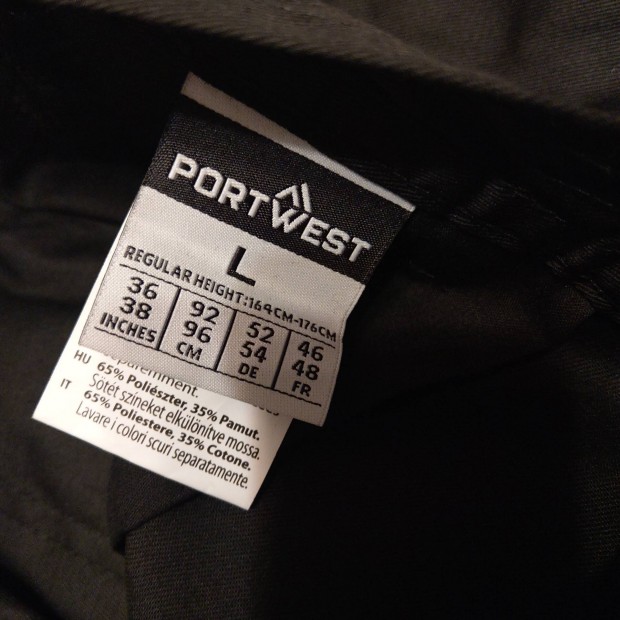 PORTWEST
L
REGULAR HEIGHT:164CM-176CM
36 92 52 46
38 96 54 48
INCHES CM DE FR
HU 65% Poliészter, 35% Pamut.
Sötét színeket elkülönítve mossa.
IT 65% Poliestere, 35% Cotone.
Lavare i colori scuri separatamente.